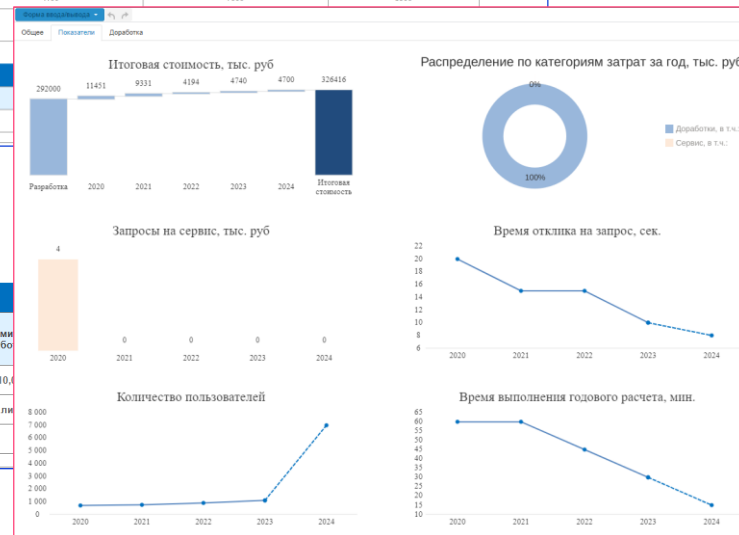 Форма ввода/вывода
Общее Показатели Доработка
Итоговая стоимость, тыс. руб
292000 11451 9331 4194 4740 4700 326416
Разработка 2020 2021 2022 2023 2024 Итоговая стоимость
Распределение по категориям затрат за год, тыс. руб
0%
100%
Доработки, в т.ч.:
Сервис, в т.ч.:
Запросы на сервис, тыс. руб
4 0 0 0 0
2020 2021 2022 2023 2024
Время отклика на запрос, сек.
22
20
18
16
14
12
10
8
6
2020 2021 2022 2023 2024
Количество пользователей
8 000
7 000
6 000
5 000
4 000
3 000
2 000
1 000
0
2020 2021 2022 2023 2024
Время выполнения годового расчета, мин.
65
60
55
50
45
40
35
30
25
20
15
10
2020 2021 2022 2023 2024